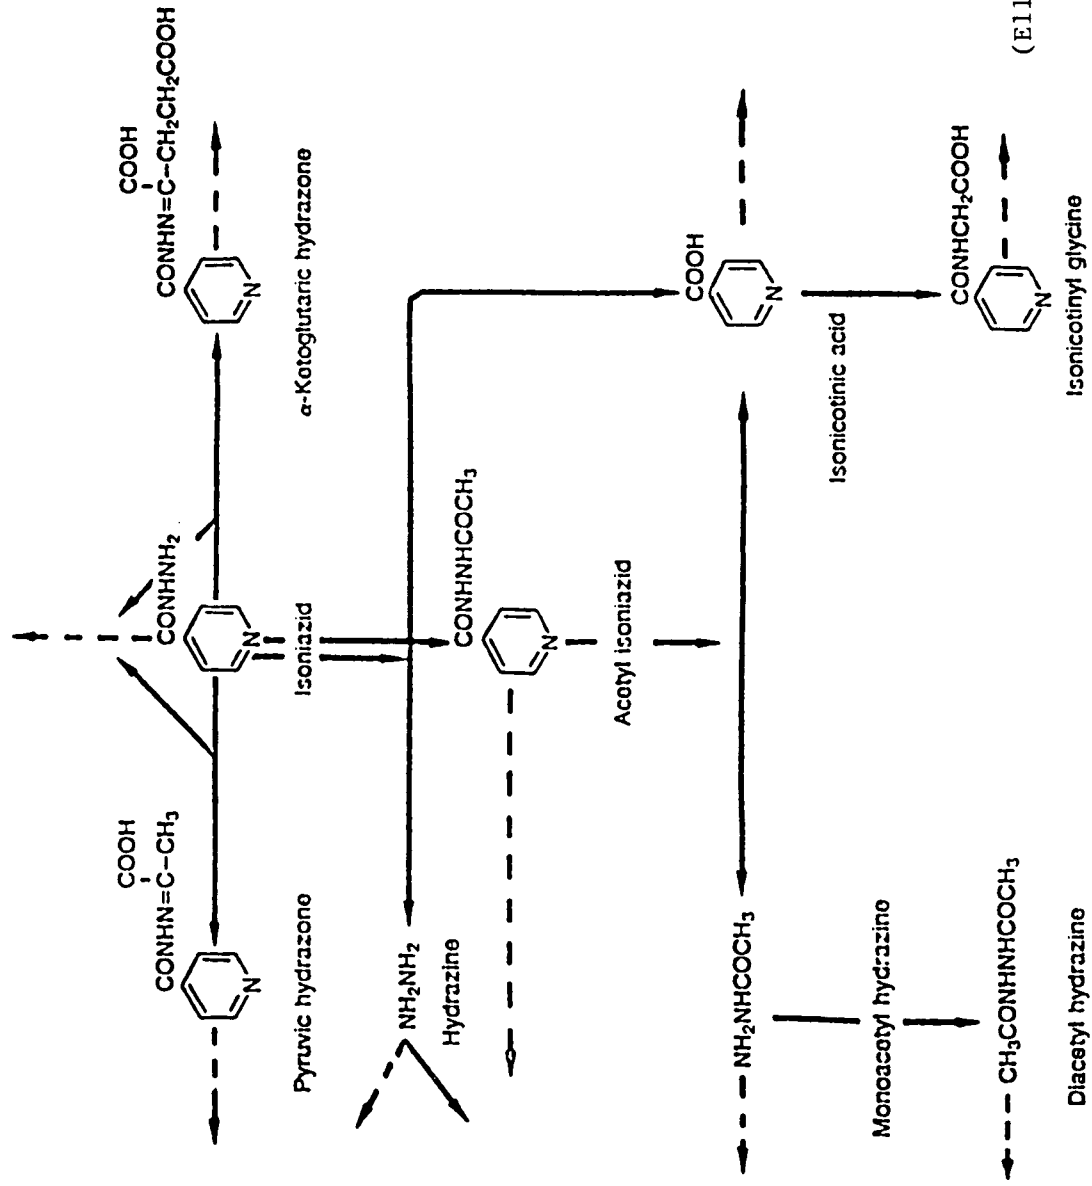 COOH
COOH
CONHN=C-CH₃
CONHNH₂
CONHN=C-CH₂CH₂COOH
N
N
N
Pyruvic hydrazone
Isoniazid
α-Ketoglutaric hydrazone
NH₂NH₂
Hydrazine
CONHNHCOCH₃
N
Acetyl isoniazid
COOH
NH₂NHCOCH₃
N
Isonicotinic acid
Monoacetyl hydrazine
CONHCH₂COOH
CH₃CONHNHCOCH₃
N
Diacetyl hydrazine
Isonicotinyl glycine